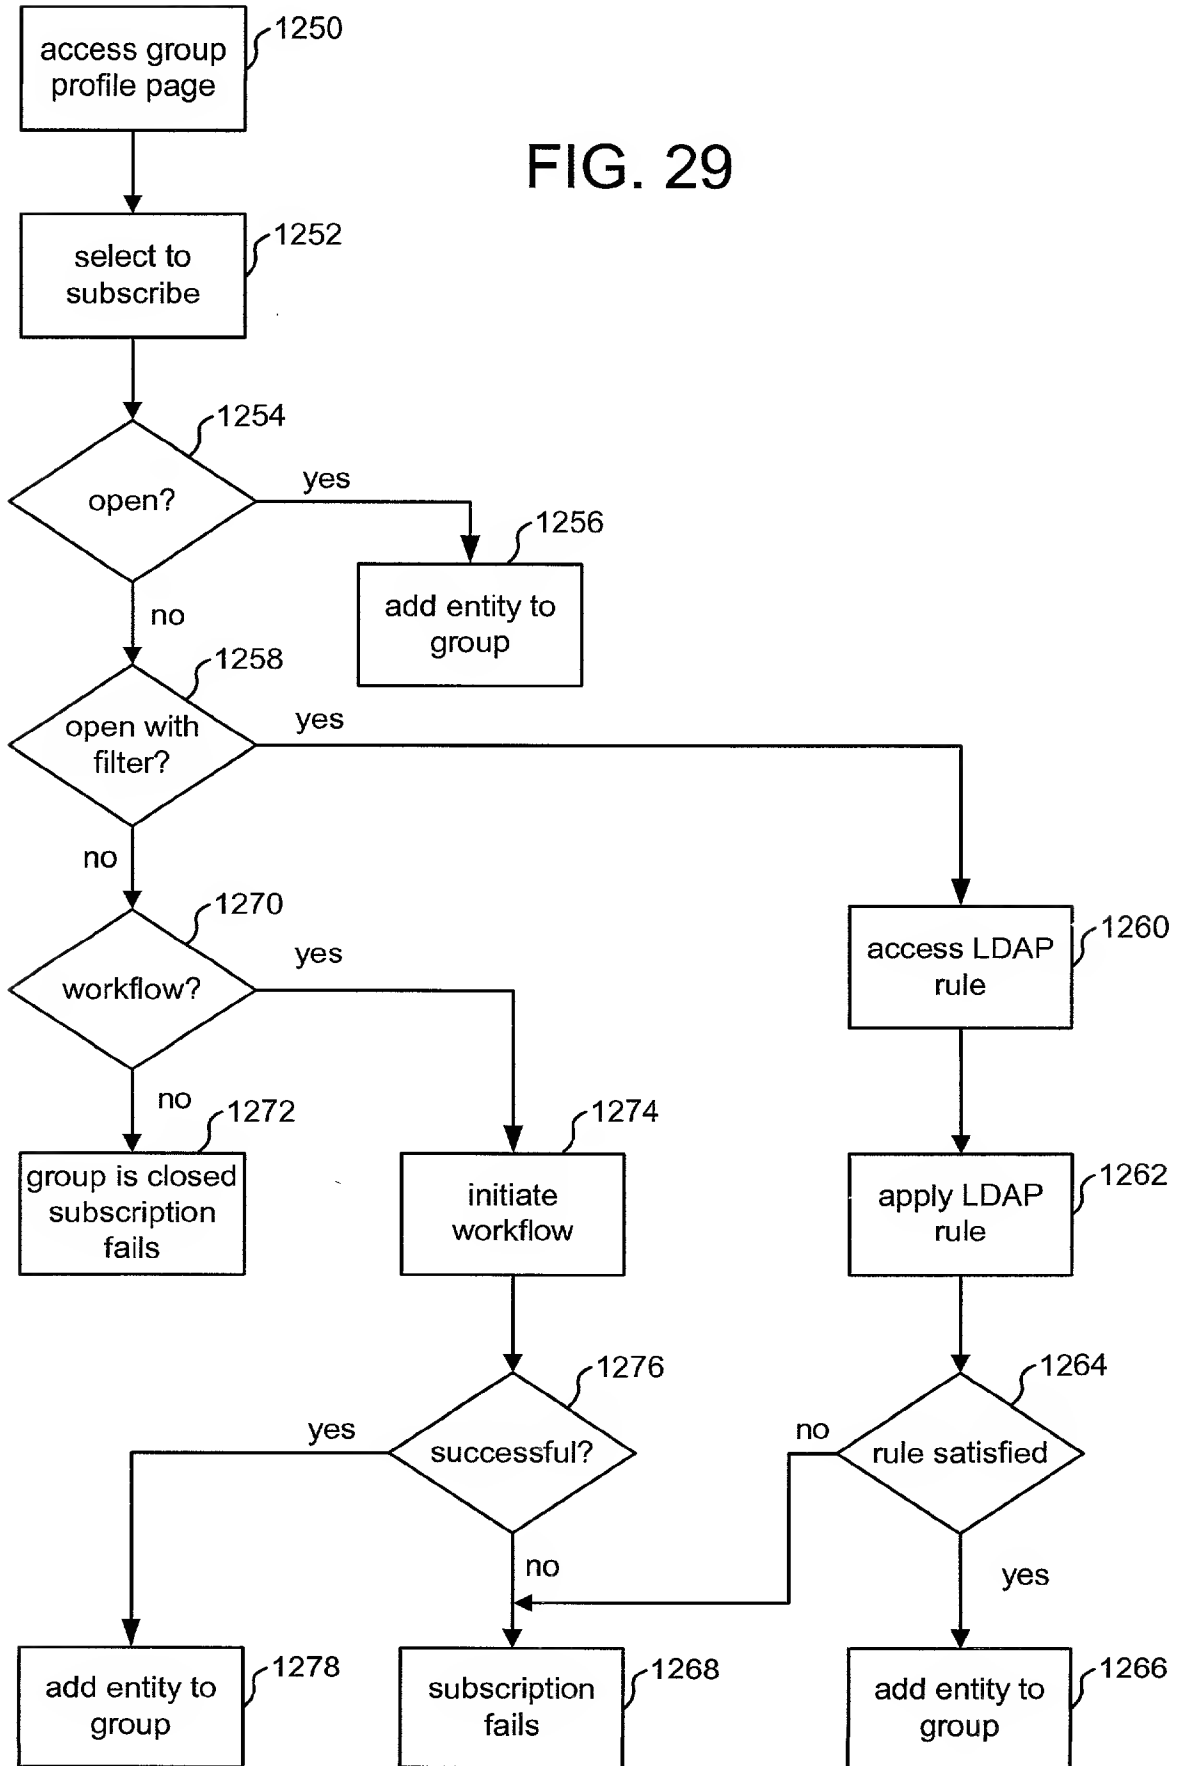 1250
access group
profile page
FIG. 29
1252
select to
subscribe
1254
open?
yes
1256
add entity to
group
no
1258
open with
filter?
yes
no
1270
workflow?
yes
1260
access LDAP
rule
no
1272
group is closed
subscription
fails
1274
initiate
workflow
1262
apply LDAP
rule
1276
successful?
yes
no
1264
rule satisfied
no
yes
1278
add entity to
group
1268
subscription
fails
1266
add entity to
group